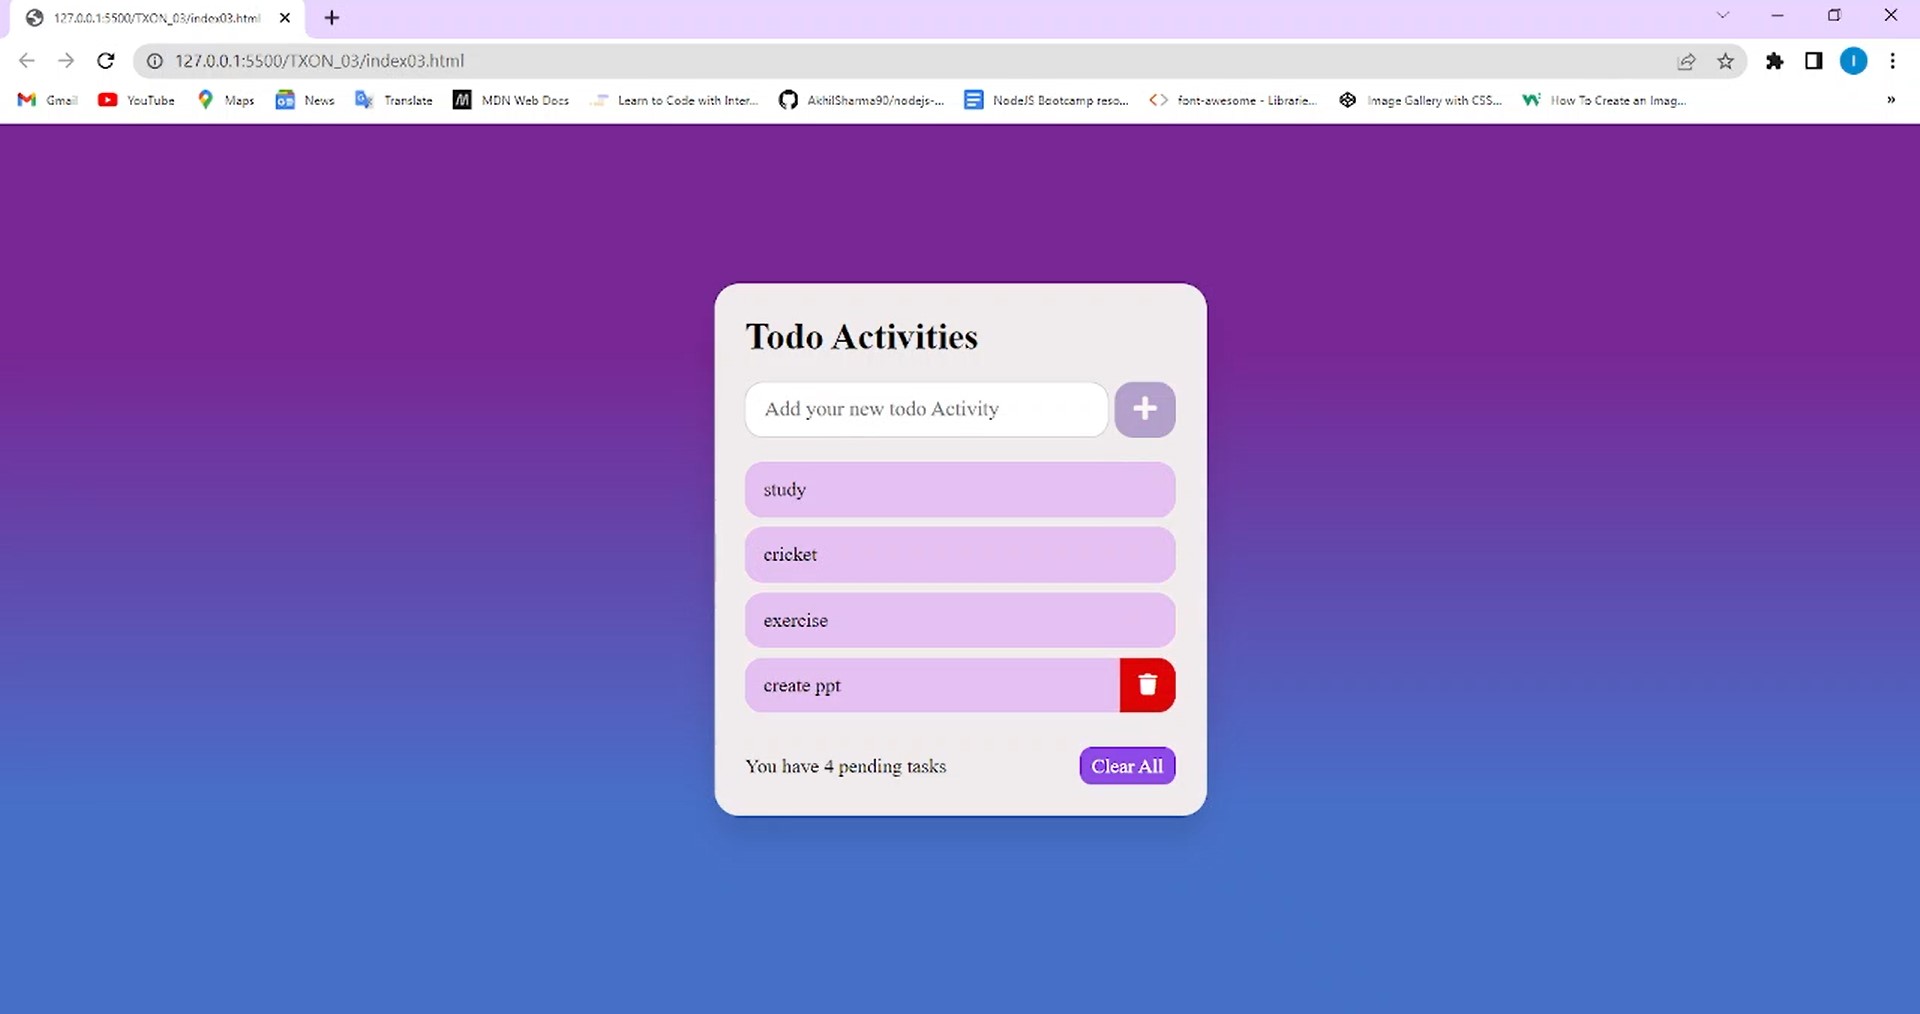 127.0.0.1:5500/TXON_03/index03.html
127.0.0.1:5500/TXON_03/index03.html
I
Gmail YouTube Maps News Translate MDN Web Docs Learn to Code with Inter... AkhilSharma90/nodejs-... NodeJS Bootcamp reso... font-awesome - Librarie... Image Gallery with CSS... How To Create an Imag... »
Todo Activities
Add your new todo Activity
study
cricket
exercise
create ppt
You have 4 pending tasks Clear All